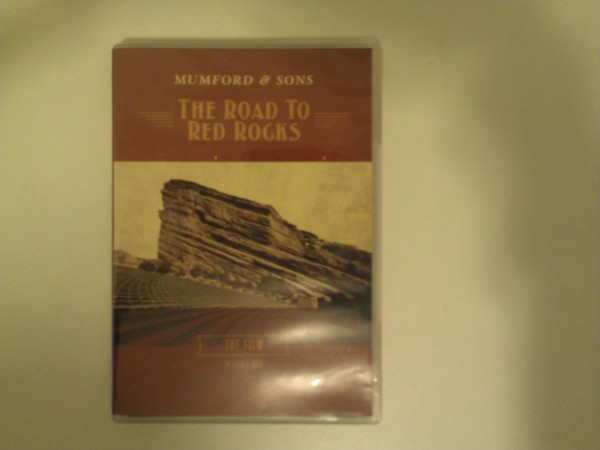 MUMFORD & SONS
THE ROAD TO
RED ROCKS
THE FILM